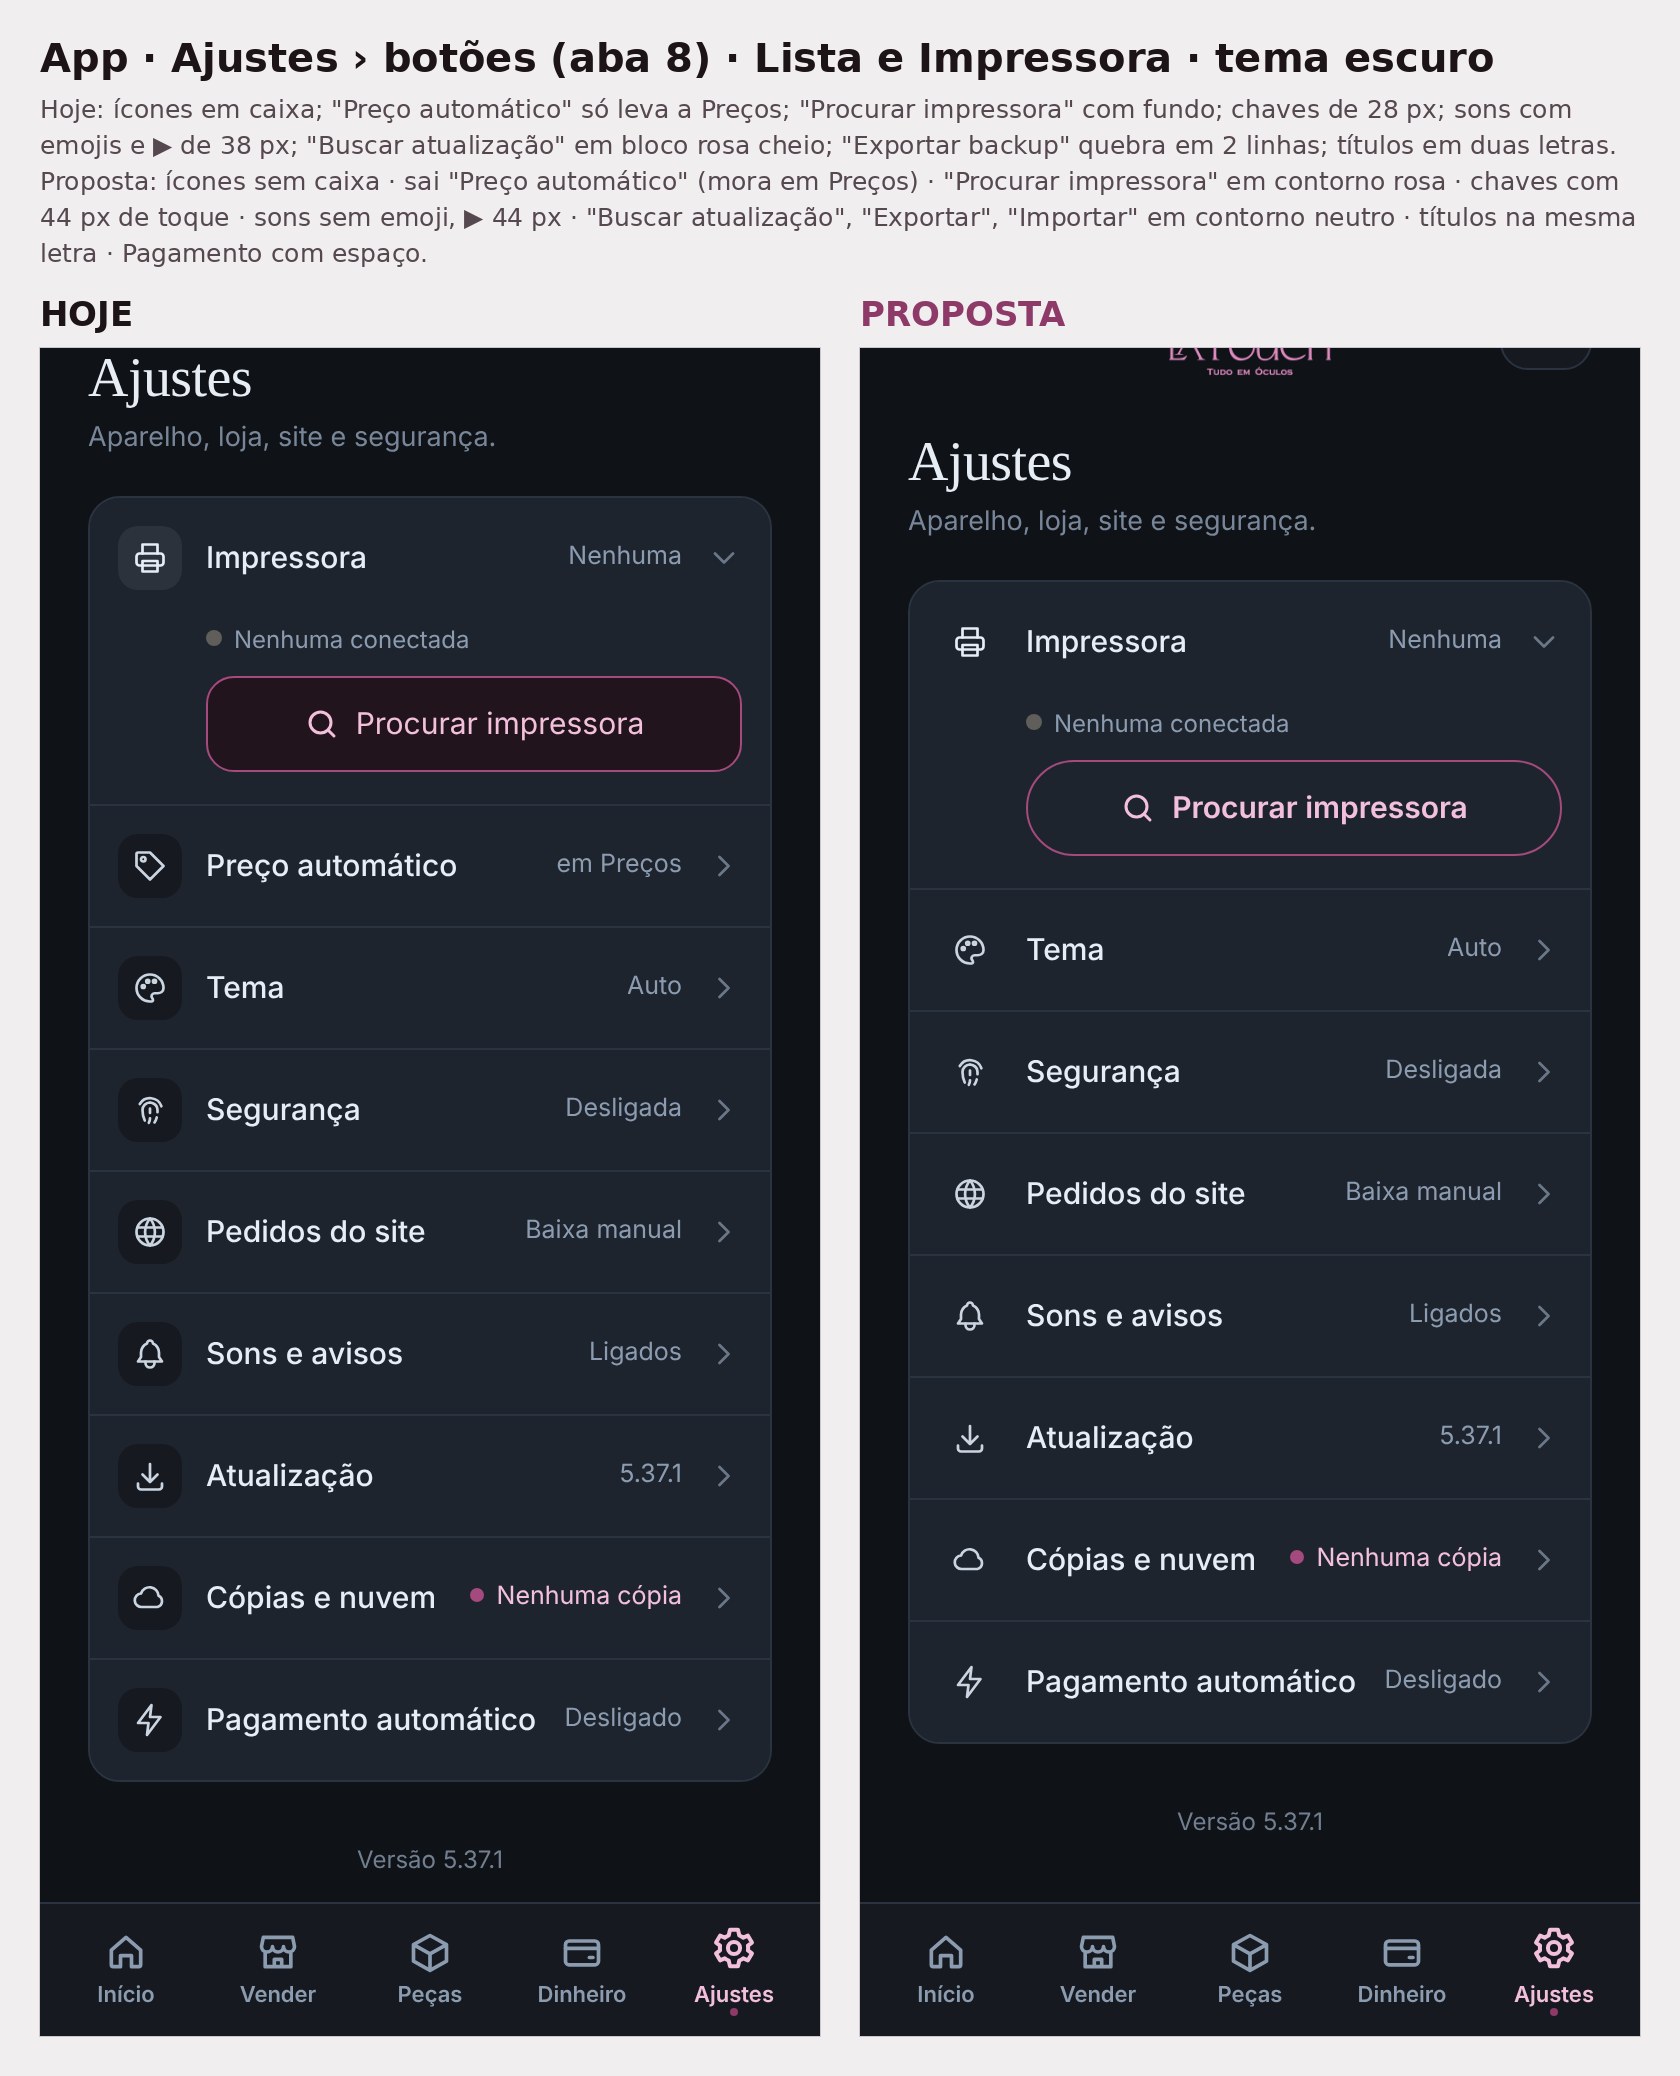 App · Ajustes › botões (aba 8) · Lista e Impressora · tema escuro
Hoje: ícones em caixa; "Preço automático" só leva a Preços; "Procurar impressora" com fundo; chaves de 28 px; sons com
emojis e ▶ de 38 px; "Buscar atualização" em bloco rosa cheio; "Exportar backup" quebra em 2 linhas; títulos em duas letras.
Proposta: ícones sem caixa · sai "Preço automático" (mora em Preços) · "Procurar impressora" em contorno rosa · chaves com
44 px de toque · sons sem emoji, ▶ 44 px · "Buscar atualização", "Exportar", "Importar" em contorno neutro · títulos na mesma
letra · Pagamento com espaço.
HOJE
Ajustes
Aparelho, loja, site e segurança.
Impressora Nenhuma
Nenhuma conectada
Procurar impressora
Preço automático em Preços
Tema Auto
Segurança Desligada
Pedidos do site Baixa manual
Sons e avisos Ligados
Atualização 5.37.1
Cópias e nuvem Nenhuma cópia
Pagamento automático Desligado
Versão 5.37.1
Início Vender Peças Dinheiro Ajustes
PROPOSTA
TUDO EM ÓCULOS
Ajustes
Aparelho, loja, site e segurança.
Impressora Nenhuma
Nenhuma conectada
Procurar impressora
Tema Auto
Segurança Desligada
Pedidos do site Baixa manual
Sons e avisos Ligados
Atualização 5.37.1
Cópias e nuvem Nenhuma cópia
Pagamento automático Desligado
Versão 5.37.1
Início Vender Peças Dinheiro Ajustes